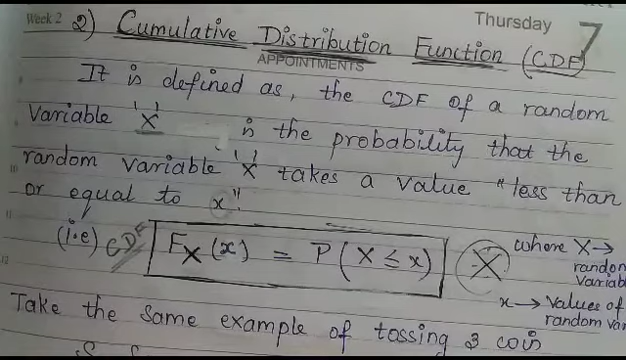 Week 2
Thursday 7
2) Cumulative Distribution Function (CDF)
APPOINTMENTS
It is defined as, the CDF of a random
Variable 'X' is the probability that the
random variable 'X' takes a value "less than
or equal to x".
(i.e) CDF Fx(x) = P(X ≤ x) X where X →
random
Variab
x → Values of
random var
Take the same example of tossing 3 coin